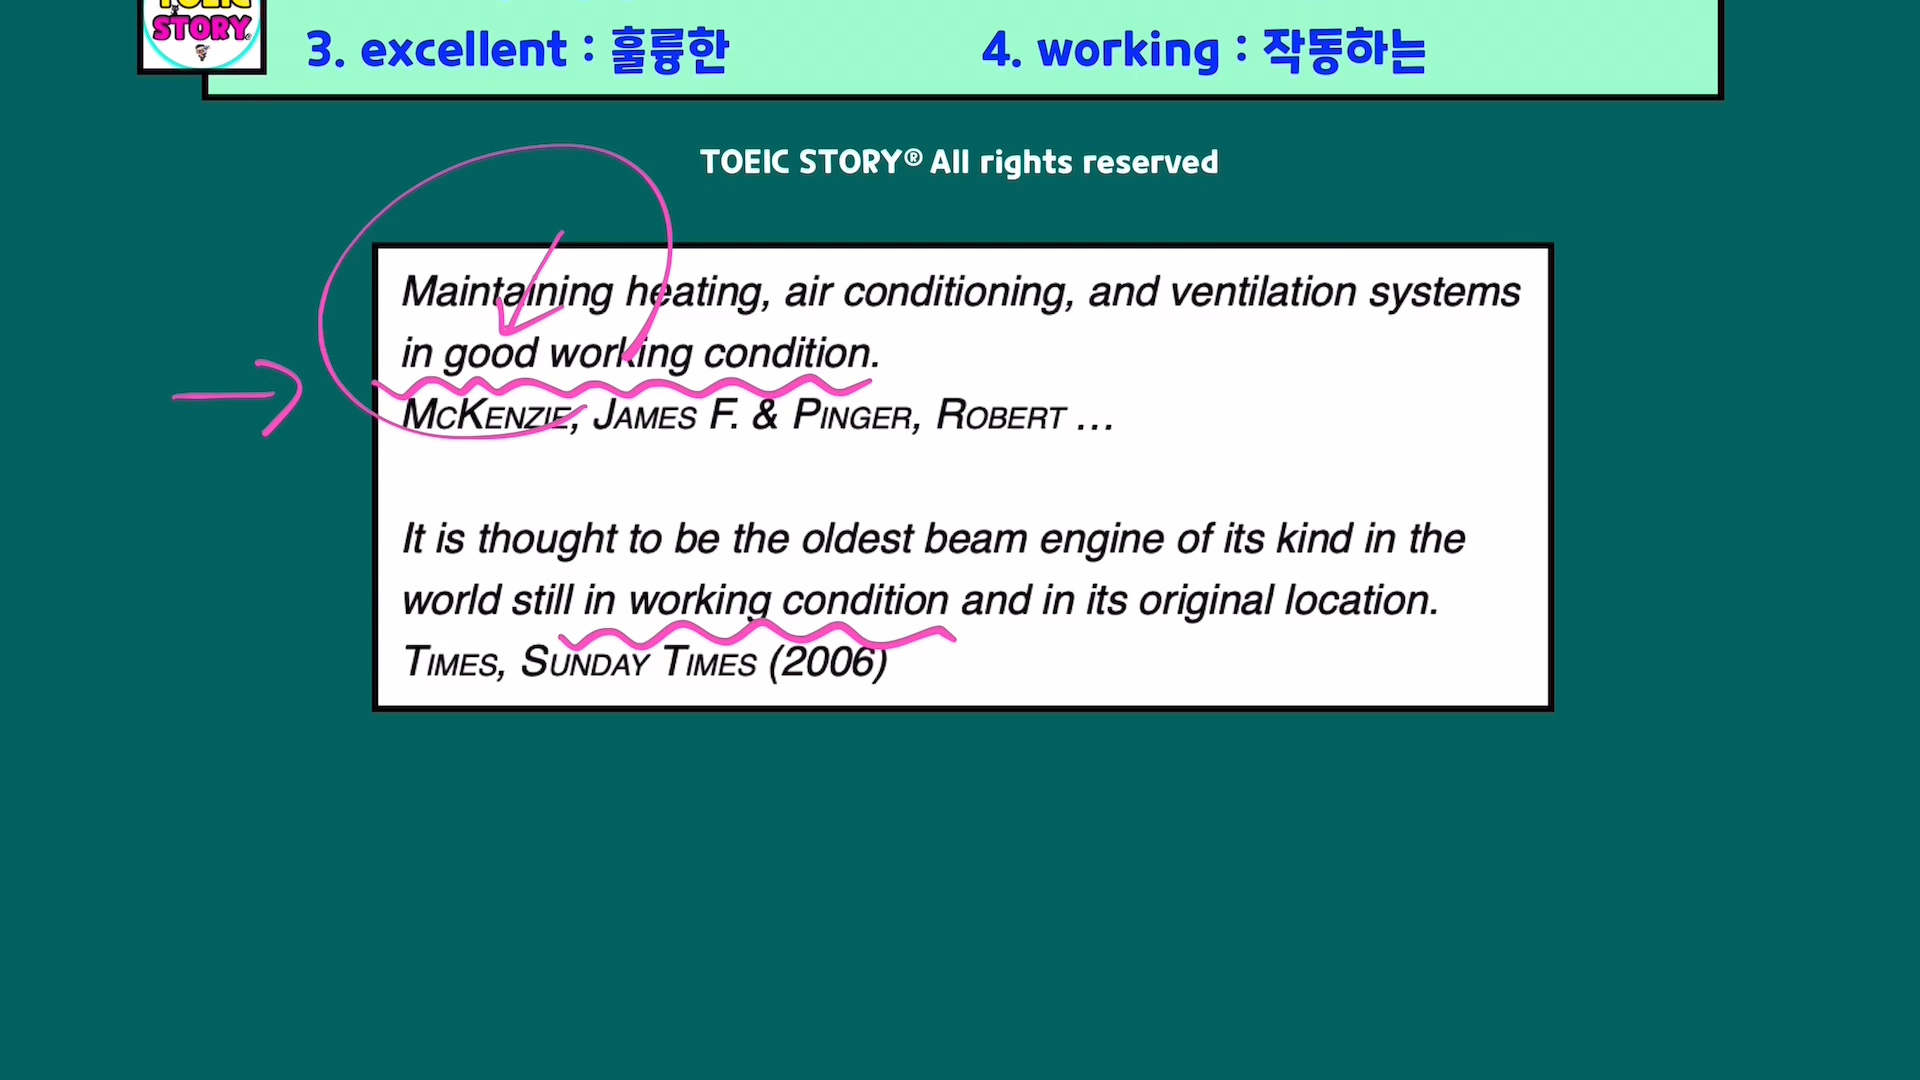 STORY
3. excellent : 훌륭한
4. working : 작동하는
TOEIC STORY® All rights reserved
Maintaining heating, air conditioning, and ventilation systems
in good working condition.
MCKENZIE, JAMES F. & PINGER, ROBERT …
It is thought to be the oldest beam engine of its kind in the
world still in working condition and in its original location.
TIMES, SUNDAY TIMES (2006)